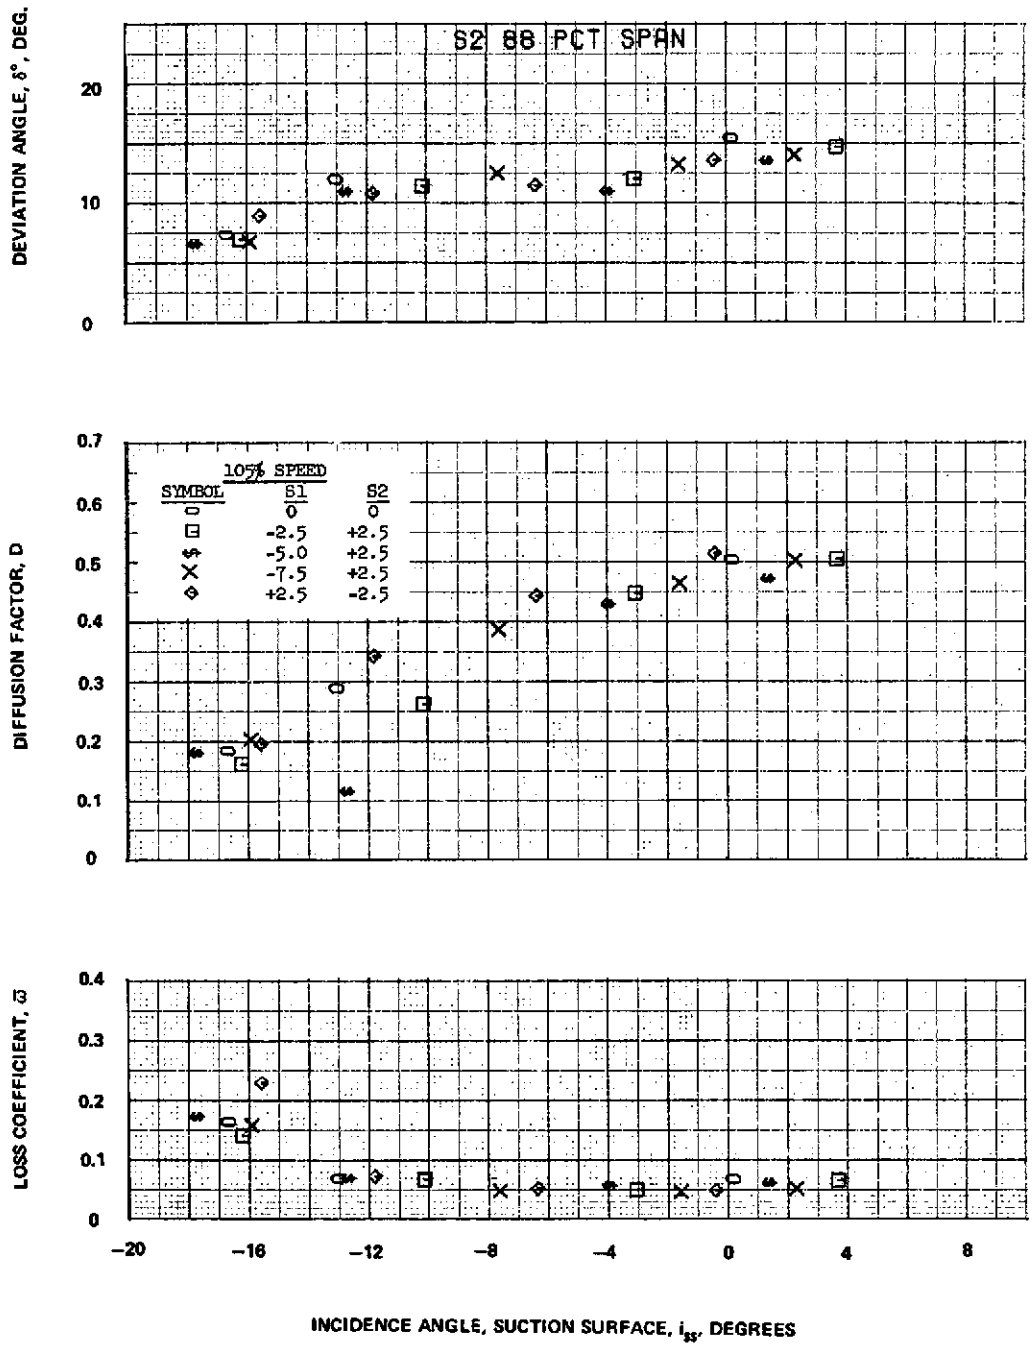 S2 88 PCT SPAN
DEVIATION ANGLE, δ°, DEG.
20
10
0
DIFFUSION FACTOR, D
0.7
0.6
0.5
0.4
0.3
0.2
0.1
0
105% SPEED
SYMBOL S1 S2
0 0
-2.5 +2.5
-5.0 +2.5
-7.5 +2.5
+2.5 -2.5
LOSS COEFFICIENT, ω̅
0.4
0.3
0.2
0.1
0
-20 -16 -12 -8 -4 0 4 8
INCIDENCE ANGLE, SUCTION SURFACE, iss, DEGREES